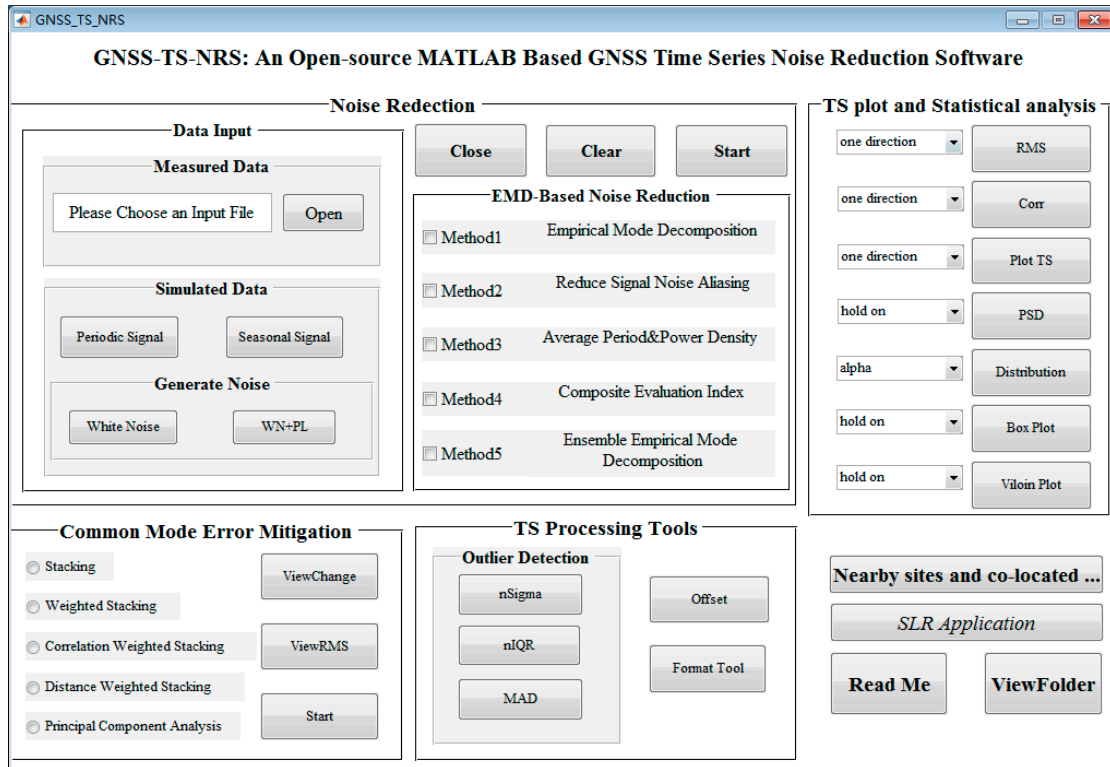 GNSS_TS_NRS
GNSS-TS-NRS: An Open-source MATLAB Based GNSS Time Series Noise Reduction Software
Noise Redection
Data Input
Measured Data
Please Choose an Input File
Open
Simulated Data
Periodic Signal
Seasonal Signal
Generate Noise
White Noise
WN+PL
Close
Clear
Start
EMD-Based Noise Reduction
Method1
Empirical Mode Decomposition
Method2
Reduce Signal Noise Aliasing
Method3
Average Period&Power Density
Method4
Composite Evaluation Index
Method5
Ensemble Empirical Mode
Decomposition
TS plot and Statistical analysis
one direction
RMS
one direction
Corr
one direction
Plot TS
hold on
PSD
alpha
Distribution
hold on
Box Plot
hold on
Viloin Plot
Common Mode Error Mitigation
Stacking
Weighted Stacking
Correlation Weighted Stacking
Distance Weighted Stacking
Principal Component Analysis
ViewChange
ViewRMS
Start
TS Processing Tools
Outlier Detection
nSigma
nIQR
MAD
Offset
Format Tool
Nearby sites and co-located ...
SLR Application
Read Me
ViewFolder